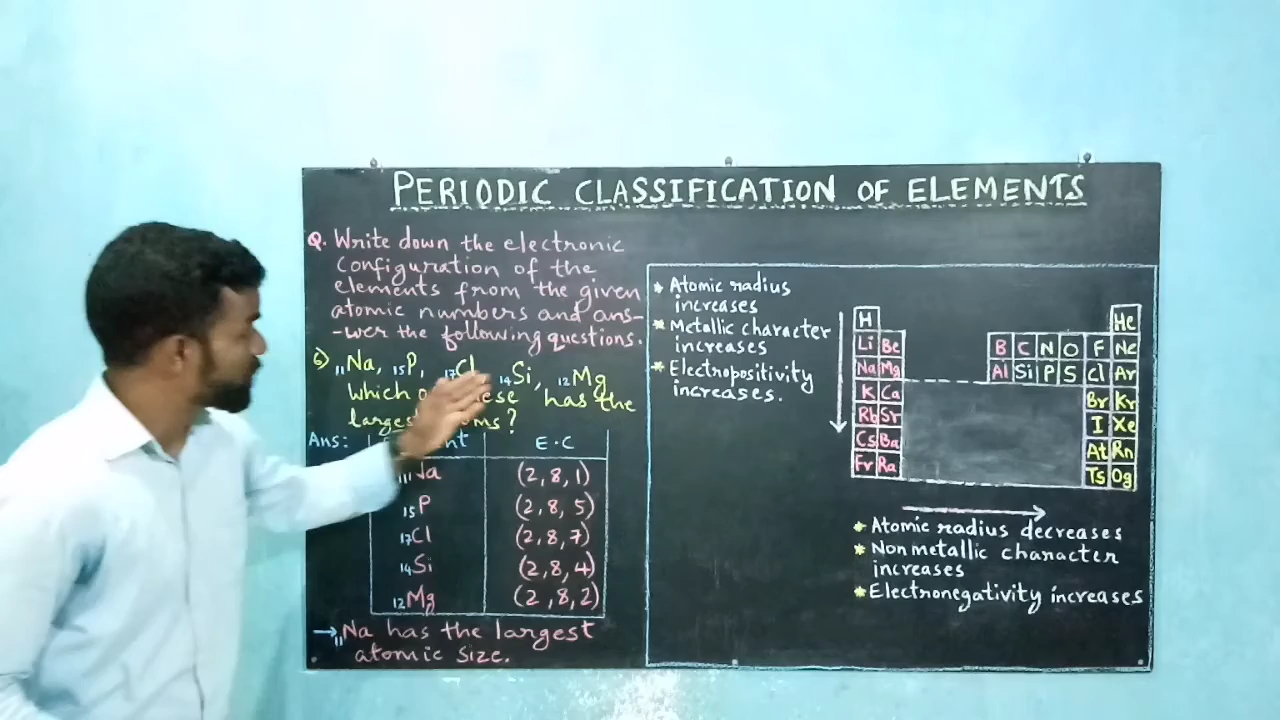 PERIODIC CLASSIFICATION OF ELEMENTS
Q. Write down the electronic
configuration of the
elements from the given
atomic numbers and ans-
-wer the following questions.
6) 11Na, 15P, 17Cl, 14Si, 12Mg
Which these has the
largest ?
Ans: E.C
11Na (2,8,1)
15P (2,8,5)
17Cl (2,8,7)
14Si (2,8,4)
12Mg (2,8,2)
→ 11Na has the largest
atomic size.
* Atomic radius
increases
* Metallic character
increases
* Electropositivity
increases.
H He
Li Be B C N O F Ne
Na Mg Al Si P S Cl Ar
K Ca Br Kr
Rb Sr I Xe
Cs Ba At Rn
Fr Ra Ts Og
* Atomic radius decreases
* Non metallic character
increases
* Electronegativity increases